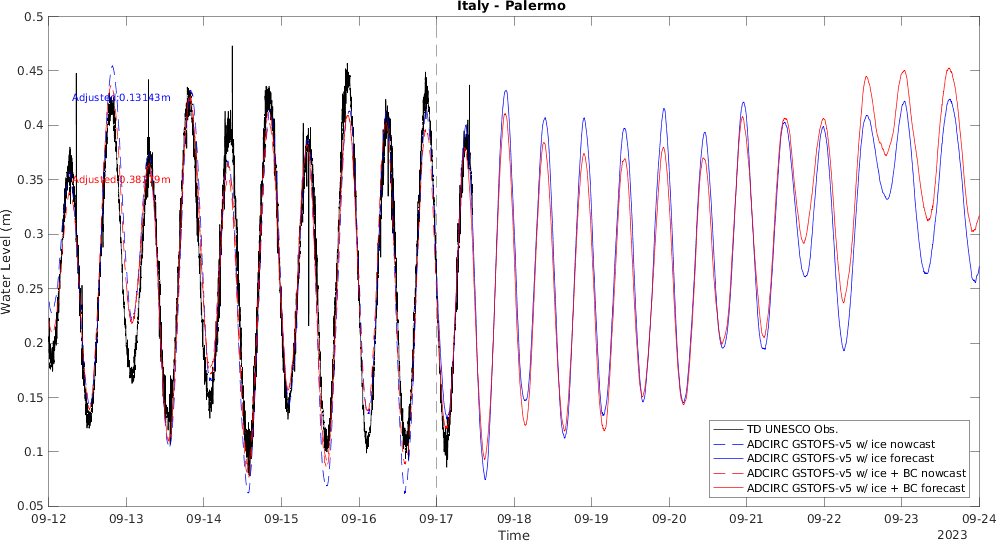 Italy - Palermo
0.5
0.45
0.4
0.35
0.3
0.25
0.2
0.15
0.1
0.05
Water Level (m)
Adjusted:0.13143m
TD UNESCO Obs.
ADCIRC GSTOFS-v5 w/ ice nowcast
ADCIRC GSTOFS-v5 w/ ice forecast
ADCIRC GSTOFS-v5 w/ ice + BC nowcast
ADCIRC GSTOFS-v5 w/ ice + BC forecast
09-12 09-13 09-14 09-15 09-16 09-17 09-18 09-19 09-20 09-21 09-22 09-23 09-24
Time
2023